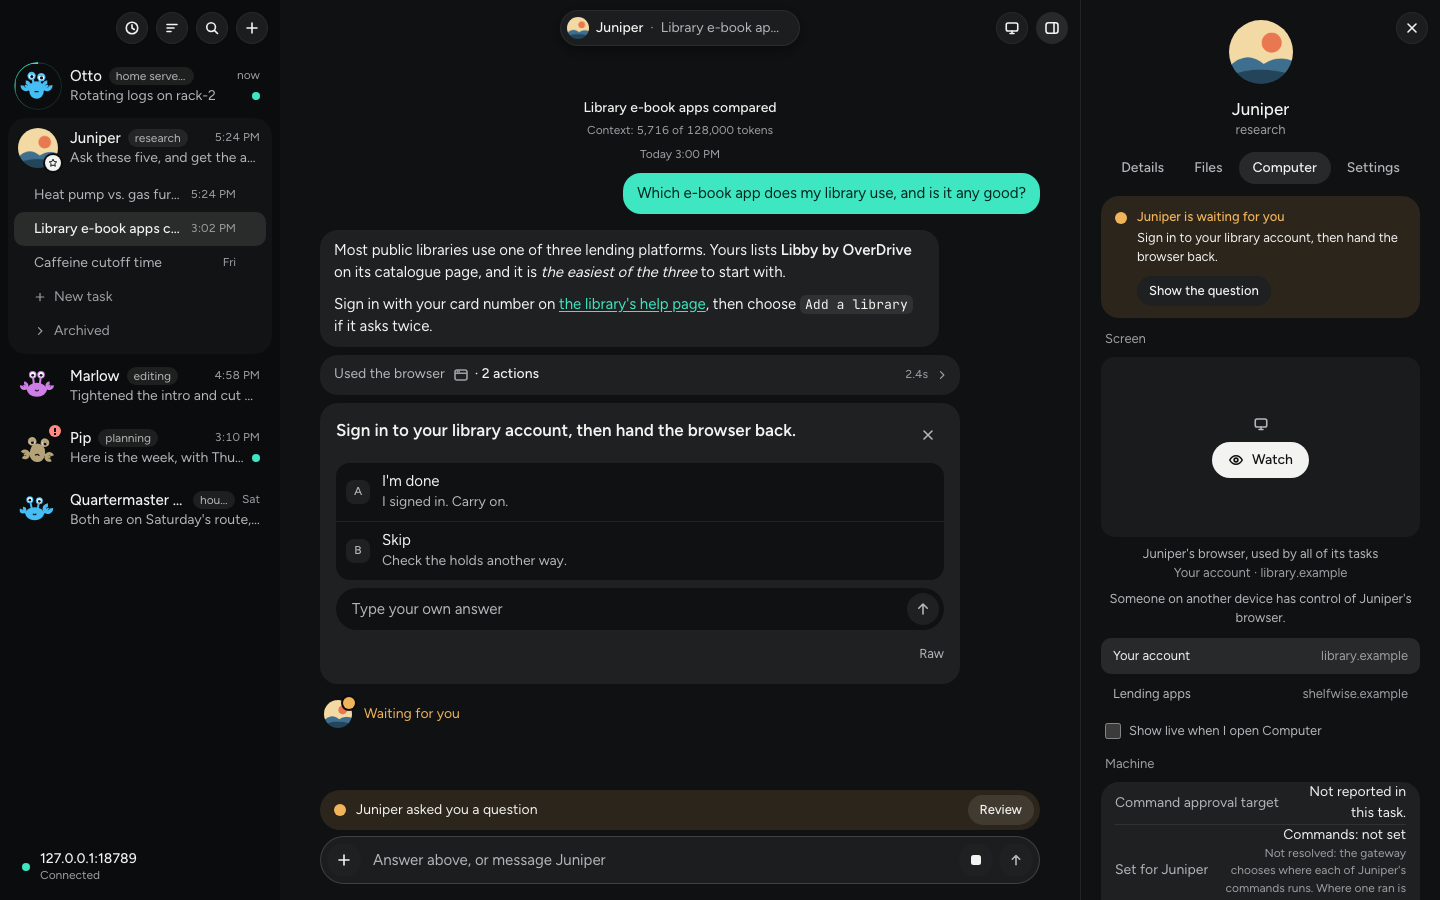 Otto home serve... now
Rotating logs on rack-2
Juniper research 5:24 PM
Ask these five, and get the a...
Heat pump vs. gas fur... 5:24 PM
Library e-book apps c... 3:02 PM
Caffeine cutoff time Fri
New task
Archived
Marlow editing 4:58 PM
Tightened the intro and cut ...
Pip planning 3:10 PM
Here is the week, with Thu...
Quartermaster ... hou... Sat
Both are on Saturday's route,...
127.0.0.1:18789
Connected
Juniper · Library e-book ap...
Library e-book apps compared
Context: 5,716 of 128,000 tokens
Today 3:00 PM
Which e-book app does my library use, and is it any good?
Most public libraries use one of three lending platforms. Yours lists Libby by OverDrive
on its catalogue page, and it is the easiest of the three to start with.
Sign in with your card number on the library's help page, then choose Add a library
if it asks twice.
Used the browser · 2 actions 2.4s
Sign in to your library account, then hand the browser back.
A I'm done
I signed in. Carry on.
B Skip
Check the holds another way.
Type your own answer
Raw
Waiting for you
Juniper asked you a question Review
Answer above, or message Juniper
Juniper
research
Details Files Computer Settings
Juniper is waiting for you
Sign in to your library account, then hand the
browser back.
Show the question
Screen
Watch
Juniper's browser, used by all of its tasks
Your account · library.example
Someone on another device has control of Juniper's
browser.
Your account library.example
Lending apps shelfwise.example
Show live when I open Computer
Machine
Command approval target Not reported in
this task.
Set for Juniper Commands: not set
Not resolved: the gateway
chooses where each of Juniper's
commands runs. Where one ran is